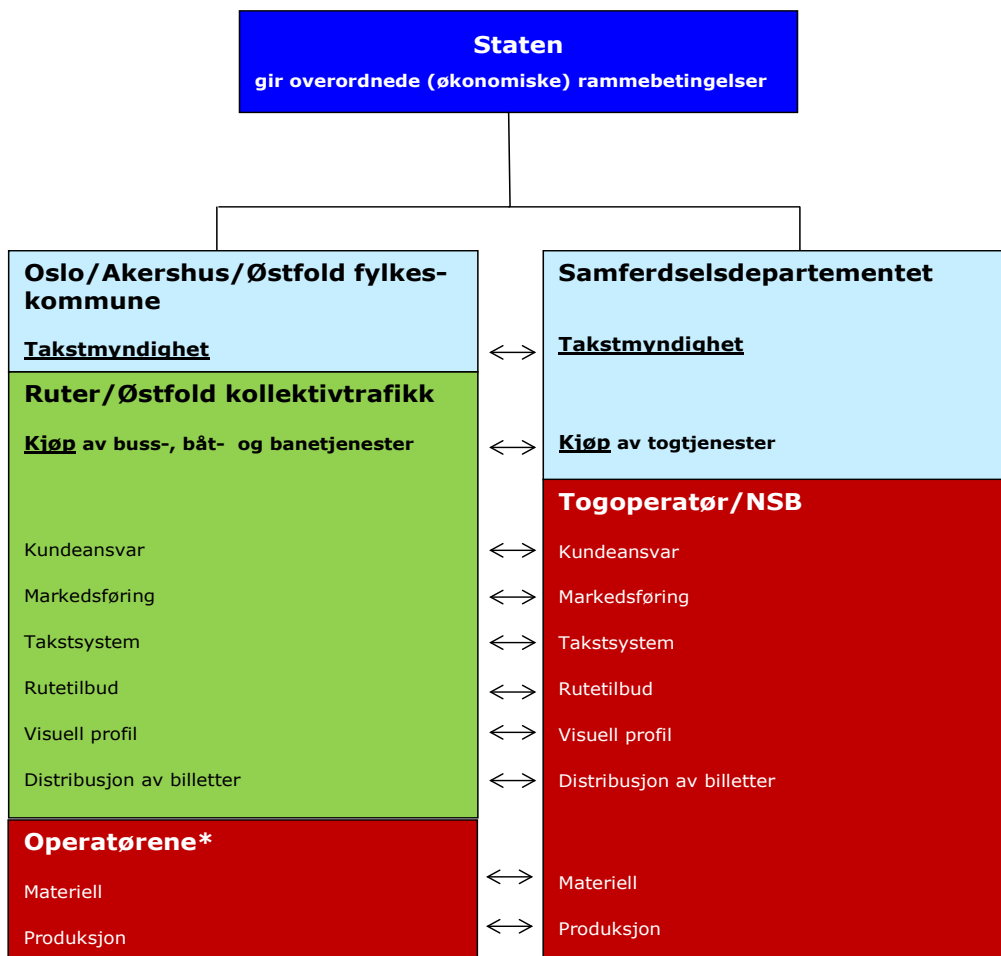 Staten
gir overordnede (økonomiske) rammebetingelser
Oslo/Akershus/Østfold fylkes-
kommune
Takstmyndighet
Ruter/Østfold kollektivtrafikk
Kjøp av buss-, båt- og banetjenester
Kundeansvar
Markedsføring
Takstsystem
Rutetilbud
Visuell profil
Distribusjon av billetter
Operatørene*
Materiell
Produksjon
Samferdselsdepartementet
Takstmyndighet
Kjøp av togtjenester
Togoperatør/NSB
Kundeansvar
Markedsføring
Takstsystem
Rutetilbud
Visuell profil
Distribusjon av billetter
Materiell
Produksjon